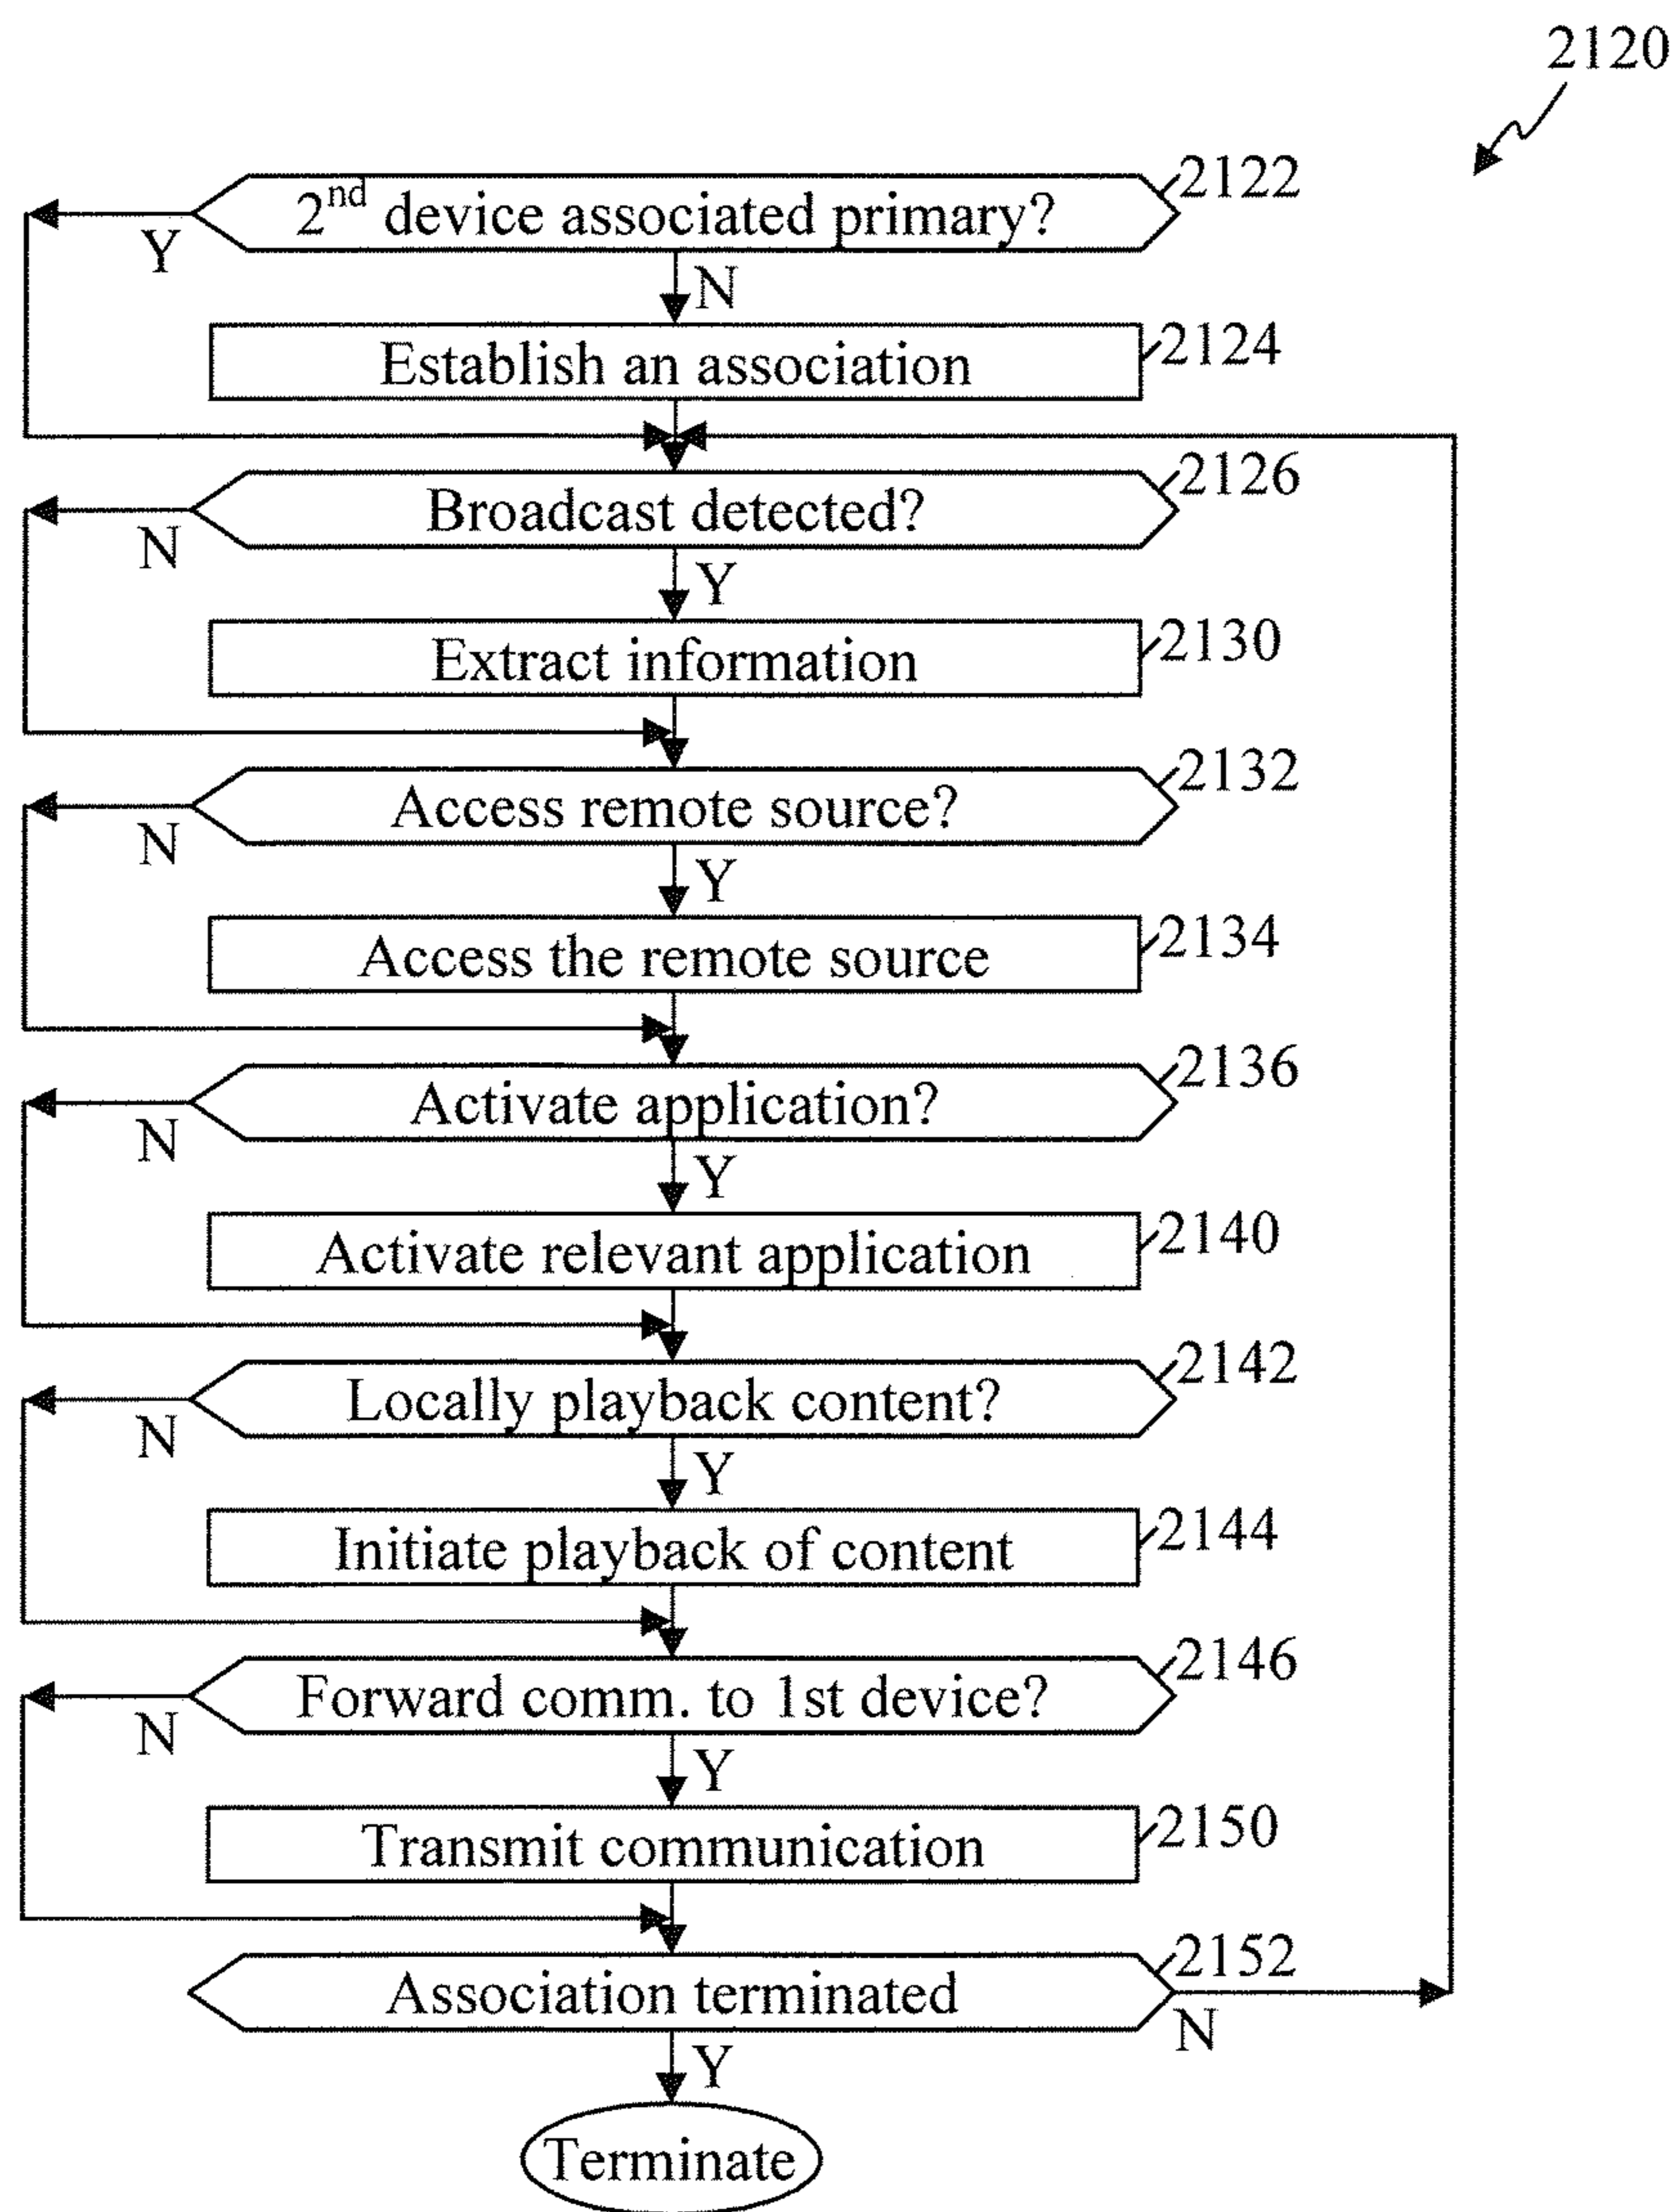 2120
2nd device associated primary?
2122
Y
N
Establish an association
2124
Broadcast detected?
2126
N
Y
Extract information
2130
Access remote source?
2132
N
Y
Access the remote source
2134
Activate application?
2136
N
Y
Activate relevant application
2140
Locally playback content?
2142
N
Y
Initiate playback of content
2144
Forward comm. to 1st device?
2146
N
Y
Transmit communication
2150
Association terminated
2152
N
Y
Terminate